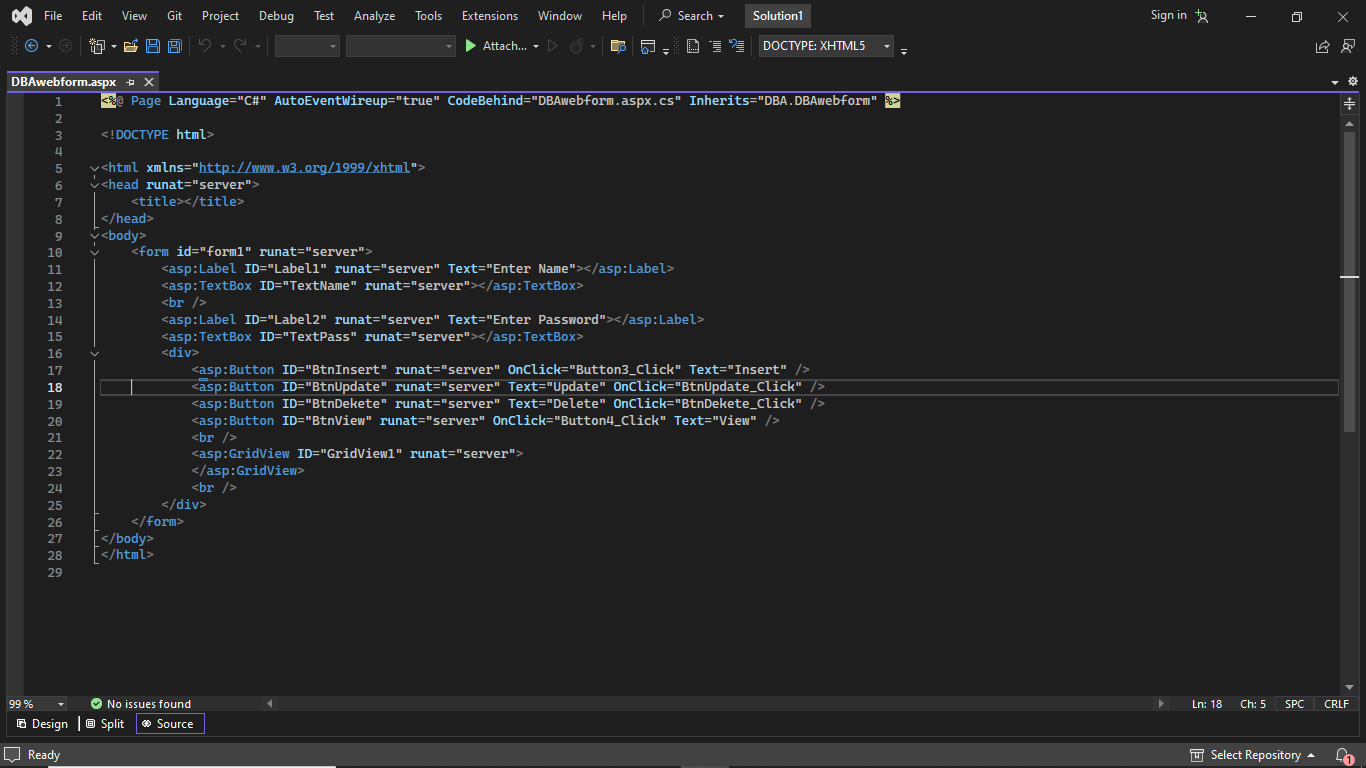 File Edit View Git Project Debug Test Analyze Tools Extensions Window Help Search Solution1 Sign in
Attach... DOCTYPE: XHTML5
DBAwebform.aspx
1 <%@ Page Language="C#" AutoEventWireup="true" CodeBehind="DBAwebform.aspx.cs" Inherits="DBA.DBAwebform" %>
2
3 <!DOCTYPE html>
4
5 <html xmlns="http://www.w3.org/1999/xhtml">
6 <head runat="server">
7 <title></title>
8 </head>
9 <body>
10 <form id="form1" runat="server">
11 <asp:Label ID="Label1" runat="server" Text="Enter Name"></asp:Label>
12 <asp:TextBox ID="TextName" runat="server"></asp:TextBox>
13 <br />
14 <asp:Label ID="Label2" runat="server" Text="Enter Password"></asp:Label>
15 <asp:TextBox ID="TextPass" runat="server"></asp:TextBox>
16 <div>
17 <asp:Button ID="BtnInsert" runat="server" OnClick="Button3_Click" Text="Insert" />
18 <asp:Button ID="BtnUpdate" runat="server" Text="Update" OnClick="BtnUpdate_Click" />
19 <asp:Button ID="BtnDekete" runat="server" Text="Delete" OnClick="BtnDekete_Click" />
20 <asp:Button ID="BtnView" runat="server" OnClick="Button4_Click" Text="View" />
21 <br />
22 <asp:GridView ID="GridView1" runat="server">
23 </asp:GridView>
24 <br />
25 </div>
26 </form>
27 </body>
28 </html>
29
99 % No issues found Ln: 18 Ch: 5 SPC CRLF
Design Split Source
Ready Select Repository 1